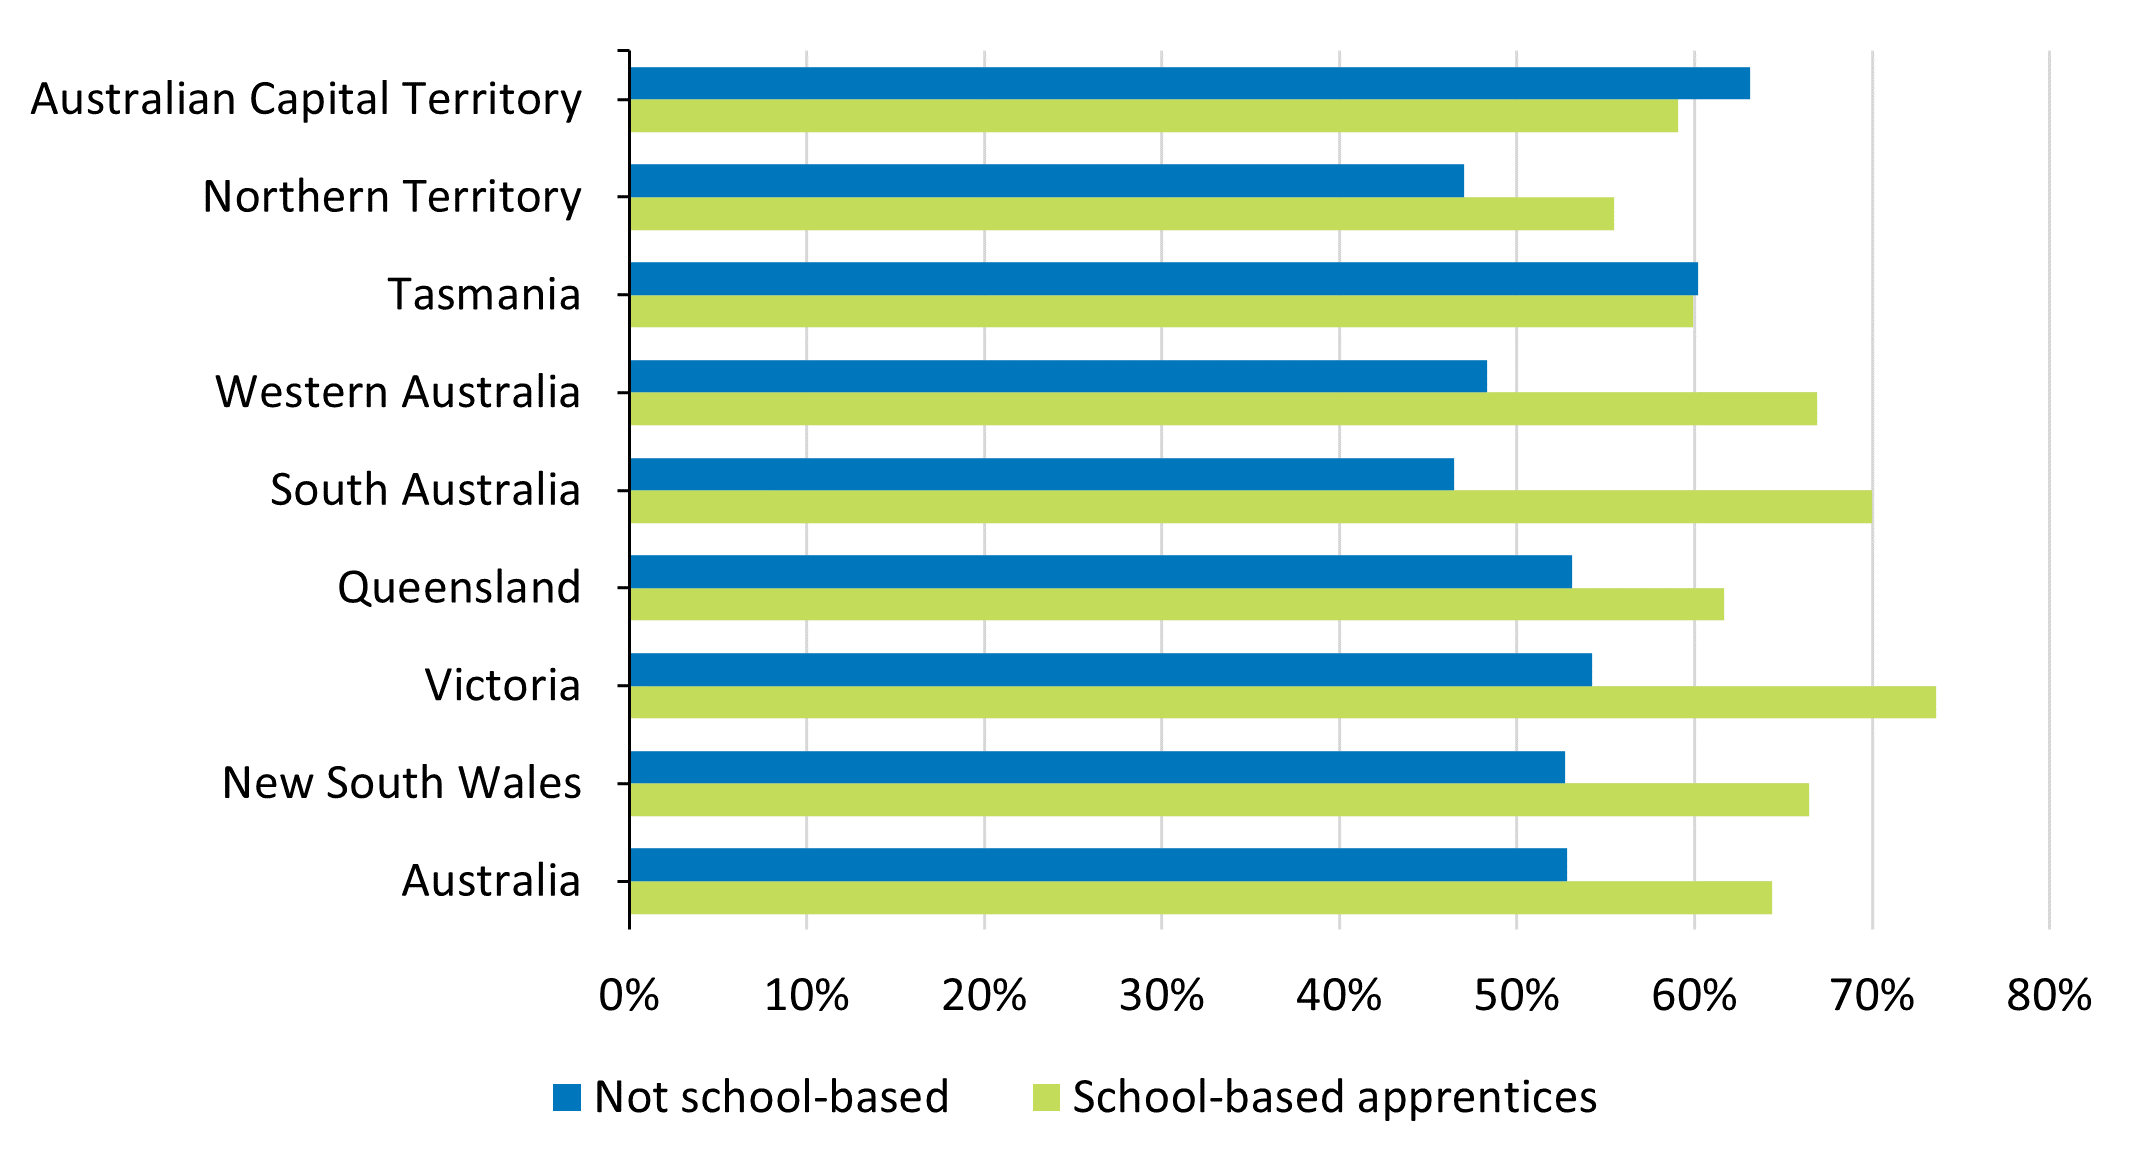 Australian Capital Territory
Northern Territory
Tasmania
Western Australia
South Australia
Queensland
Victoria
New South Wales
Australia
0% 10% 20% 30% 40% 50% 60% 70% 80%
Not school-based School-based apprentices